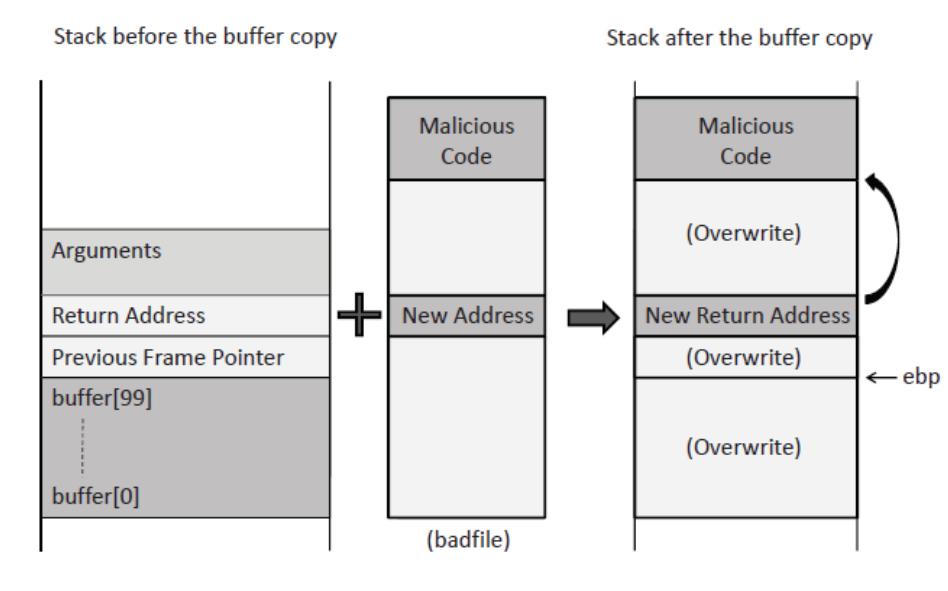 Stack before the buffer copy
Stack after the buffer copy
Arguments
Return Address
Previous Frame Pointer
buffer[99]
buffer[0]
Malicious
Code
New Address
(badfile)
Malicious
Code
(Overwrite)
New Return Address
(Overwrite)
ebp
(Overwrite)